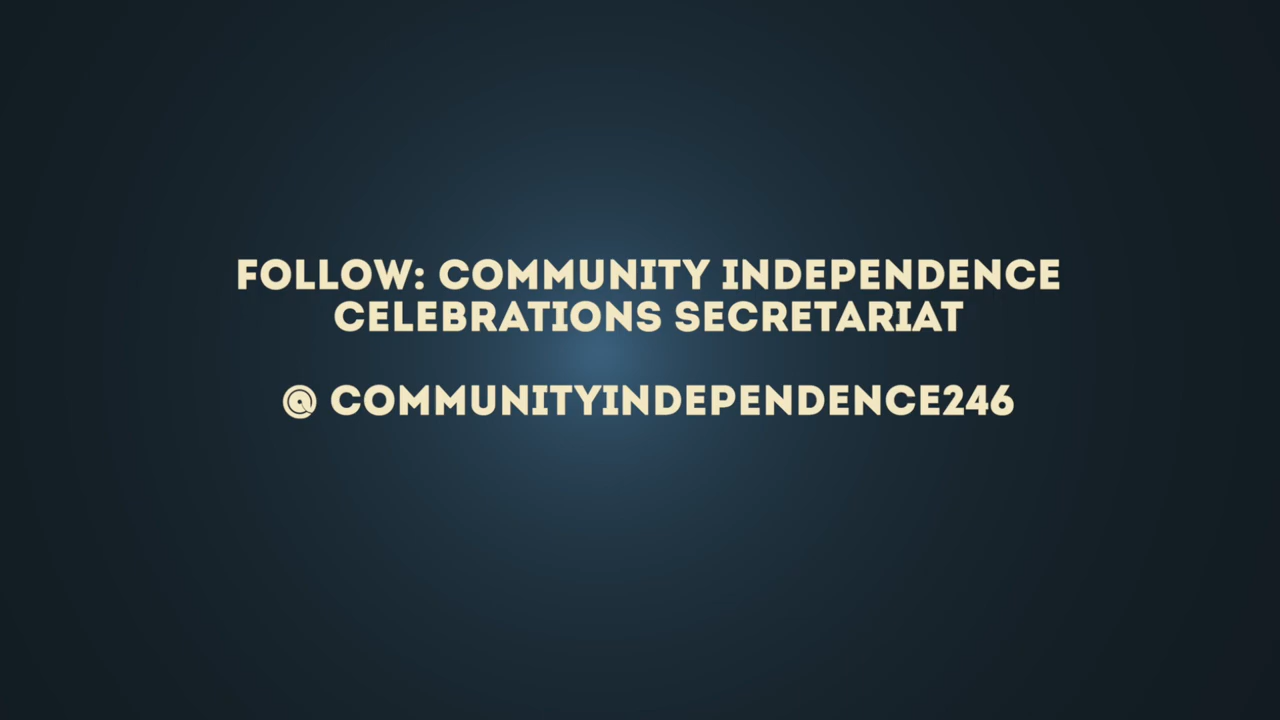 FOLLOW: COMMUNITY INDEPENDENCE
CELEBRATIONS SECRETARIAT
@ COMMUNITYINDEPENDENCE246